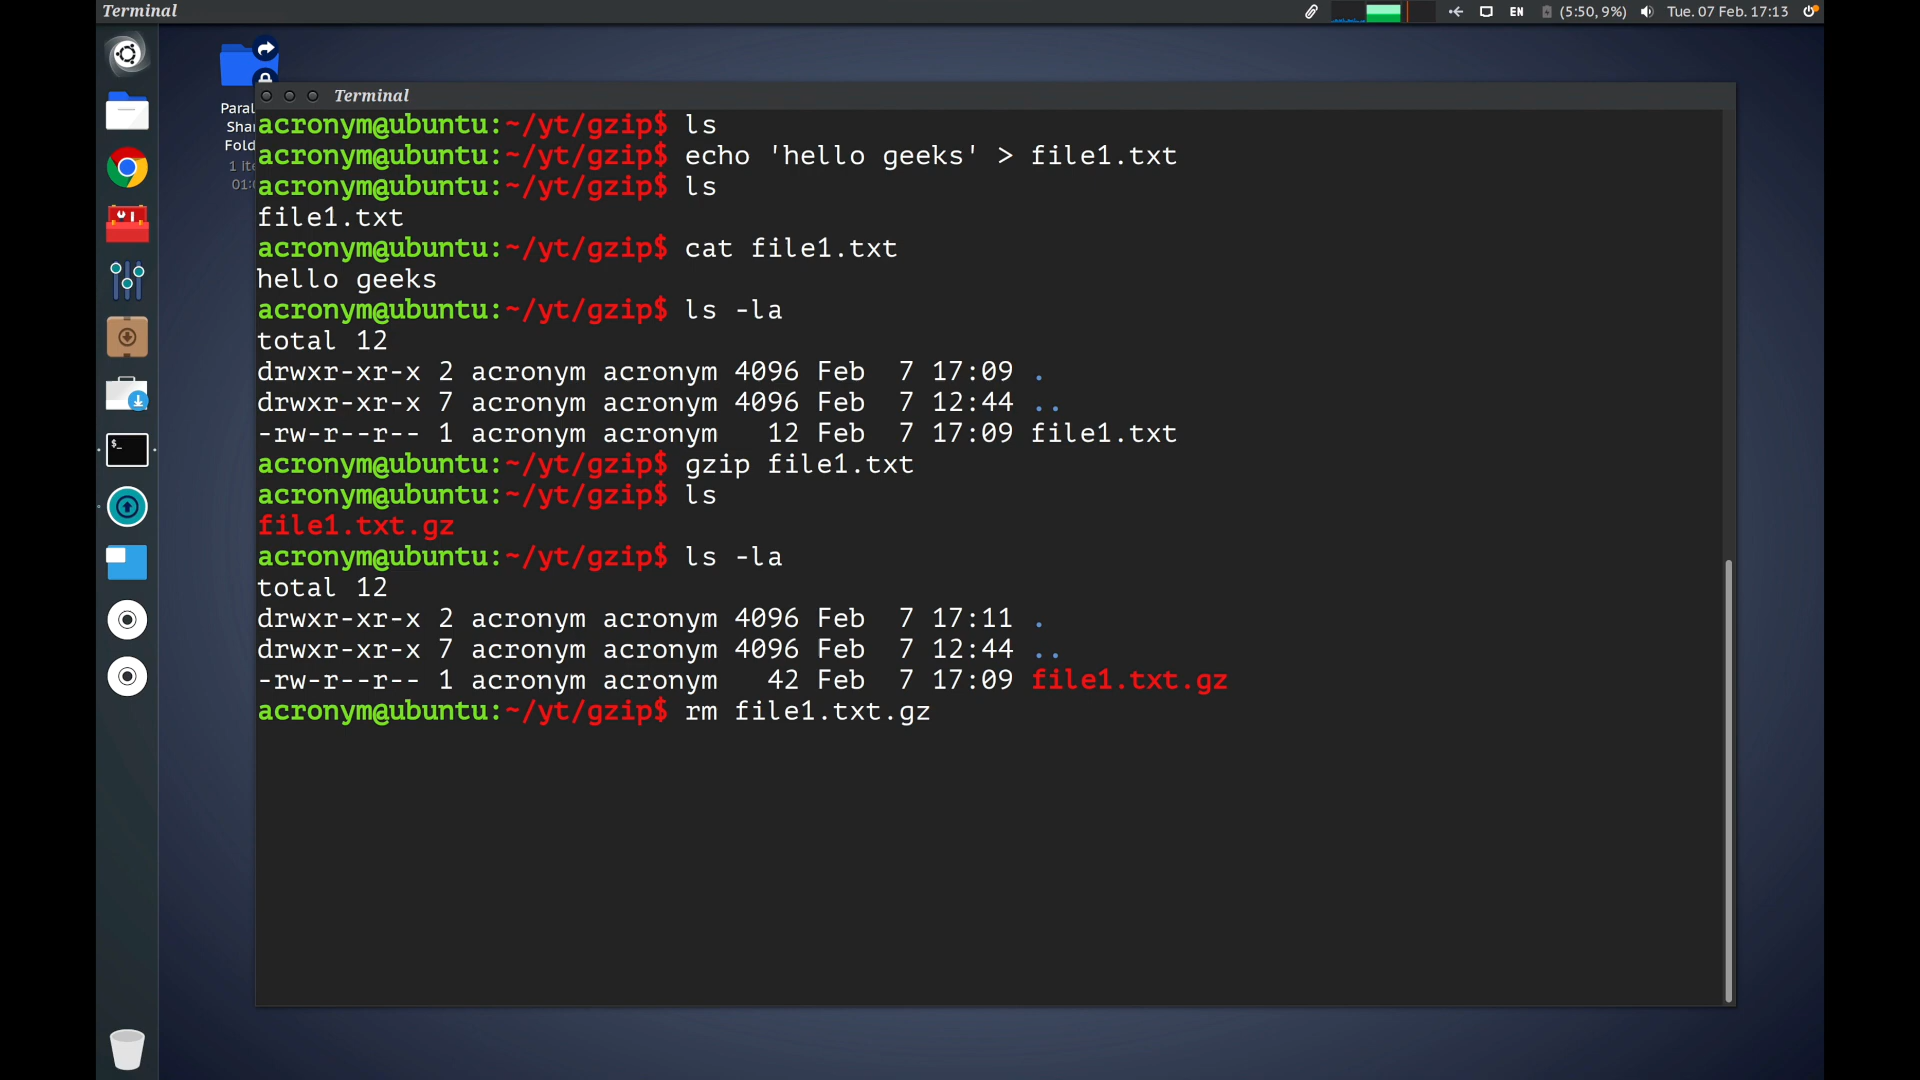 Terminal
EN
(5:50, 9%)
Tue. 07 Feb. 17:13
Terminal
acronym@ubuntu:~/yt/gzip$ ls
acronym@ubuntu:~/yt/gzip$ echo 'hello geeks' > file1.txt
acronym@ubuntu:~/yt/gzip$ ls
file1.txt
acronym@ubuntu:~/yt/gzip$ cat file1.txt
hello geeks
acronym@ubuntu:~/yt/gzip$ ls -la
total 12
drwxr-xr-x 2 acronym acronym 4096 Feb  7 17:09 .
drwxr-xr-x 7 acronym acronym 4096 Feb  7 12:44 ..
-rw-r--r-- 1 acronym acronym   12 Feb  7 17:09 file1.txt
acronym@ubuntu:~/yt/gzip$ gzip file1.txt
acronym@ubuntu:~/yt/gzip$ ls
file1.txt.gz
acronym@ubuntu:~/yt/gzip$ ls -la
total 12
drwxr-xr-x 2 acronym acronym 4096 Feb  7 17:11 .
drwxr-xr-x 7 acronym acronym 4096 Feb  7 12:44 ..
-rw-r--r-- 1 acronym acronym   42 Feb  7 17:09 file1.txt.gz
acronym@ubuntu:~/yt/gzip$ rm file1.txt.gz